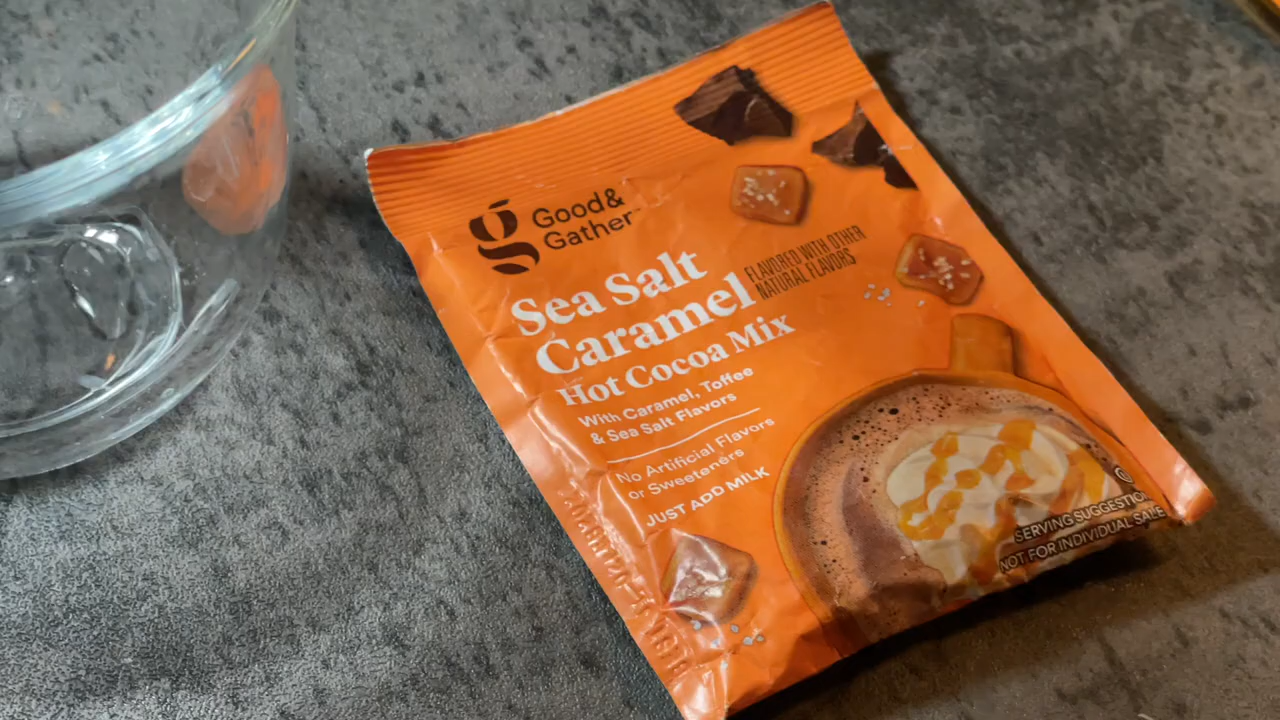 Good&
Gather
Sea Salt
Caramel
FLAVORED WITH OTHER
NATURAL FLAVORS
Hot Cocoa Mix
With Caramel, Toffee
& Sea Salt Flavors
No Artificial Flavors
or Sweeteners
JUST ADD MILK
SERVING SUGGESTION
NOT FOR INDIVIDUAL SALE